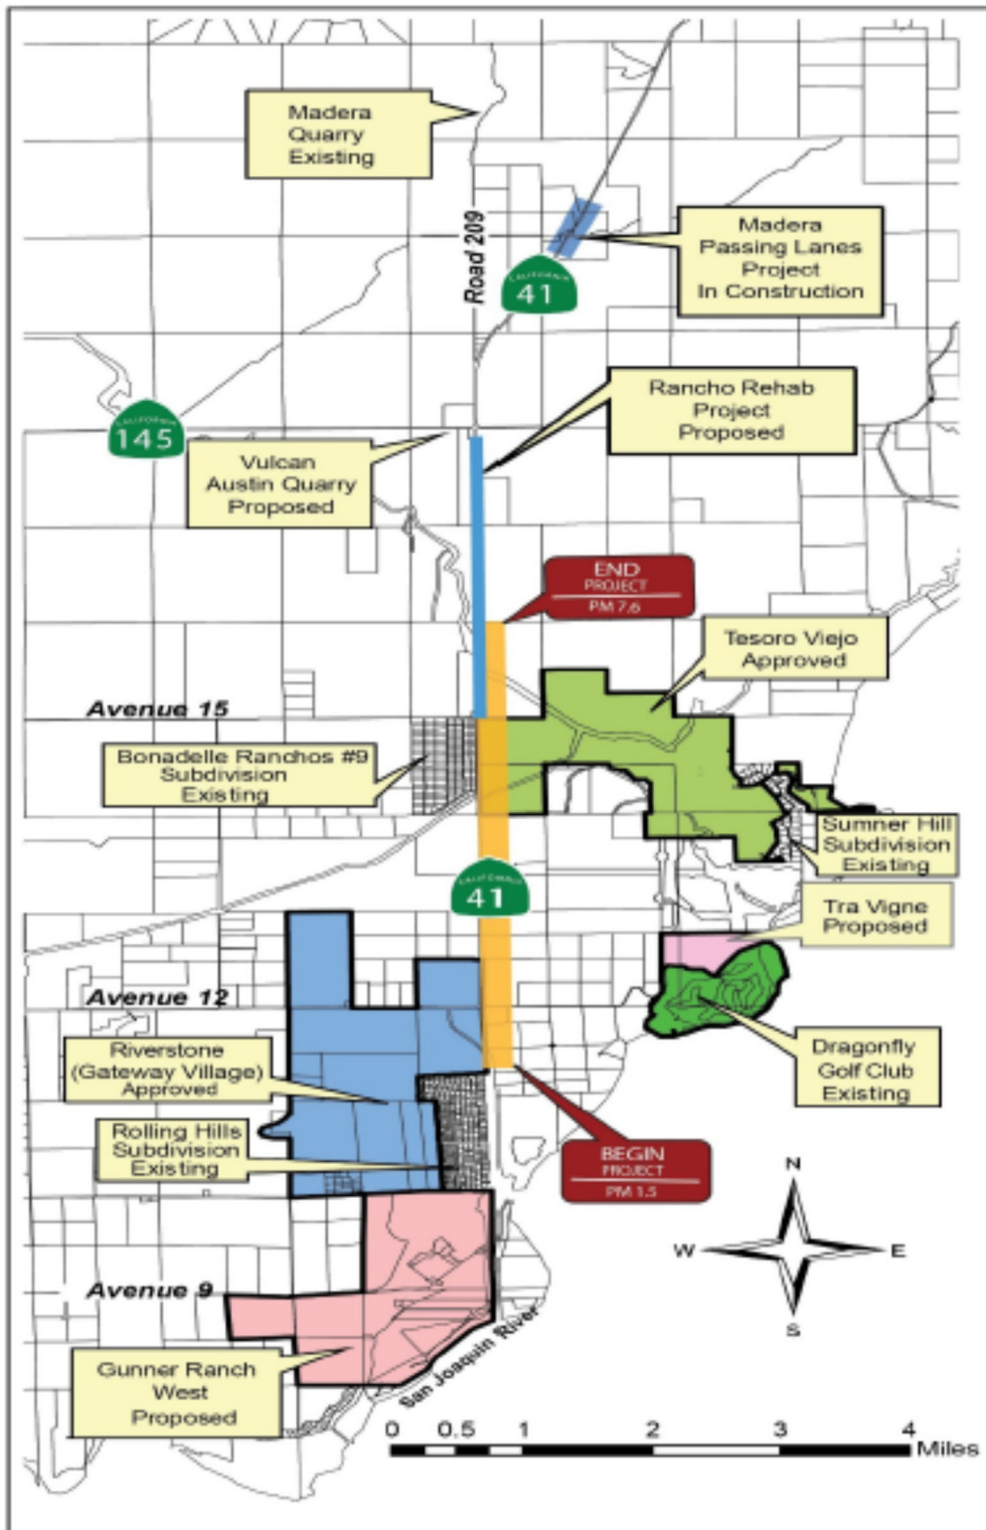 Madera
Quarry
Existing
Road 209
Madera
Passing Lanes
Project
In Construction
CALIFORNIA
41
Rancho Rehab
Project
Proposed
CALIFORNIA
145
Vulcan
Austin Quarry
Proposed
END
PROJECT
PM 7.6
Tesoro Viejo
Approved
Avenue 15
Bonadelle Ranchos #9
Subdivision
Existing
Sumner Hill
Subdivision
Existing
CALIFORNIA
41
Tra Vigne
Proposed
Avenue 12
Riverstone
(Gateway Village)
Approved
Dragonfly
Golf Club
Existing
Rolling Hills
Subdivision
Existing
BEGIN
PROJECT
PM 1.5
N
W
E
S
Avenue 9
San Joaquin River
Gunner Ranch
West
Proposed
0 0.5 1 2 3 4
Miles